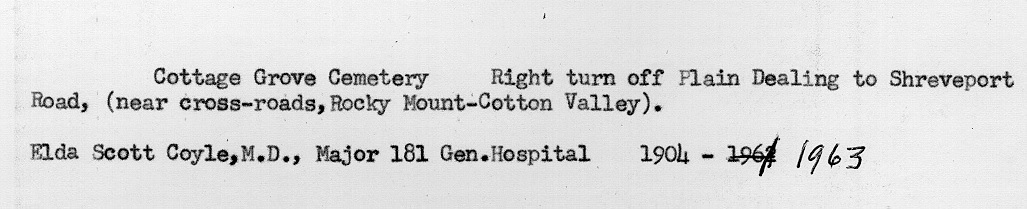 Cottage Grove Cemetery Right turn off Plain Dealing to Shreveport
Road, (near cross-roads,Rocky Mount-Cotton Valley).
Elda Scott Coyle,M.D., Major 181 Gen.Hospital 1904 - 1963